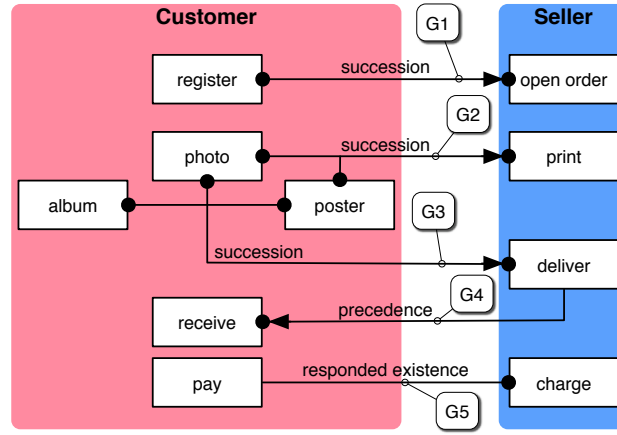 Customer
Seller
G1
register
succession
open order
G2
photo
succession
print
album
poster
G3
succession
deliver
G4
receive
precedence
pay
responded existence
charge
G5